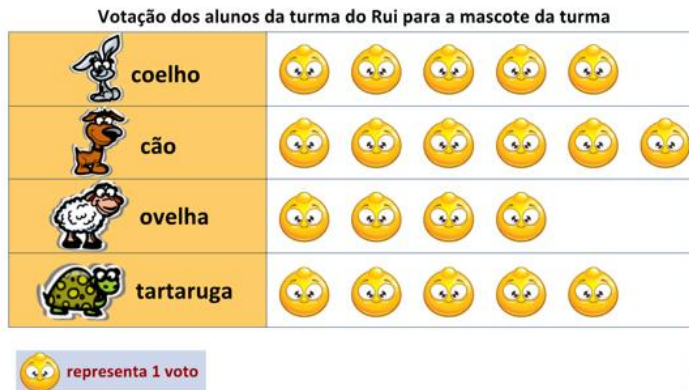 Votação dos alunos da turma do Rui para a mascote da turma
coelho
cão
ovelha
tartaruga
representa 1 voto